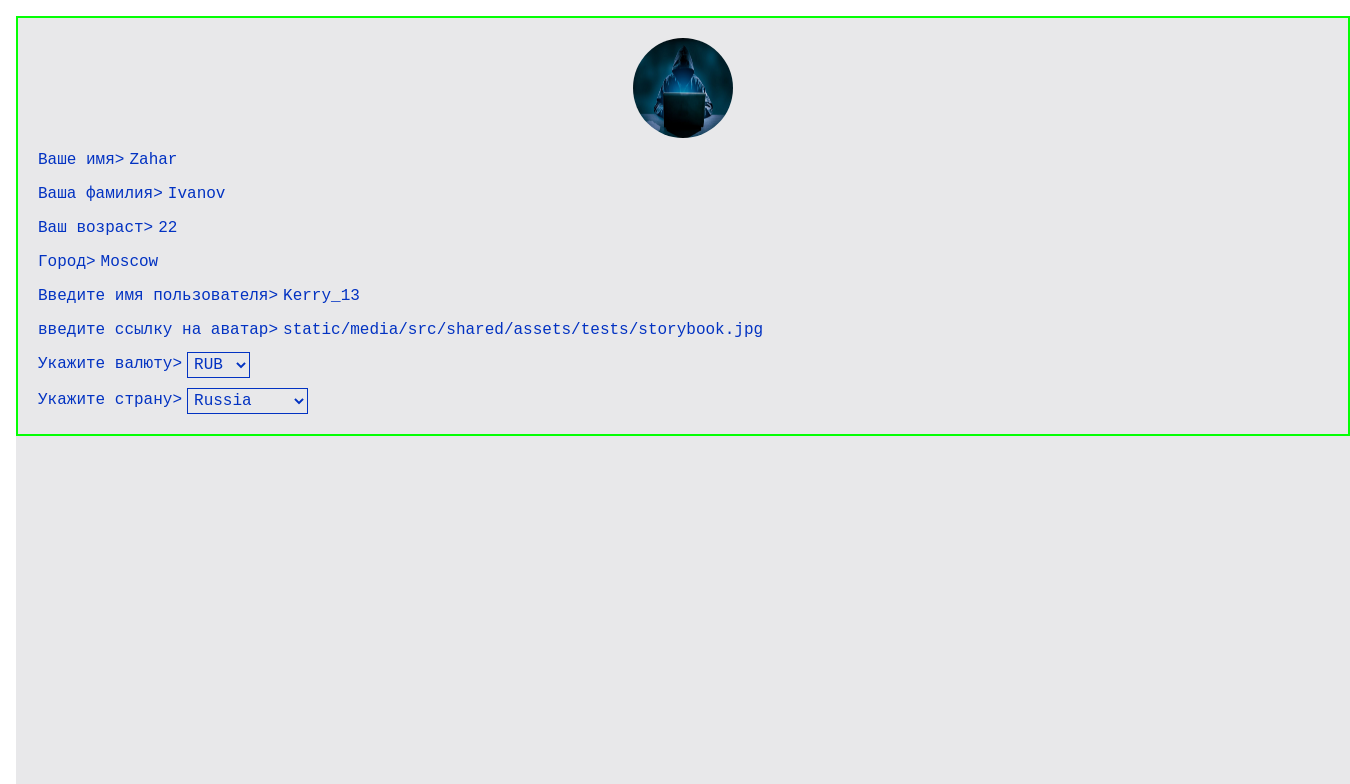 Ваше имя> Zahar
Ваша фамилия> Ivanov
Ваш возраст> 22
Город> Moscow
Введите имя пользователя> Kerry_13
введите ссылку на аватар> static/media/src/shared/assets/tests/storybook.jpg
Укажите валюту> RUB
Укажите страну> Russia